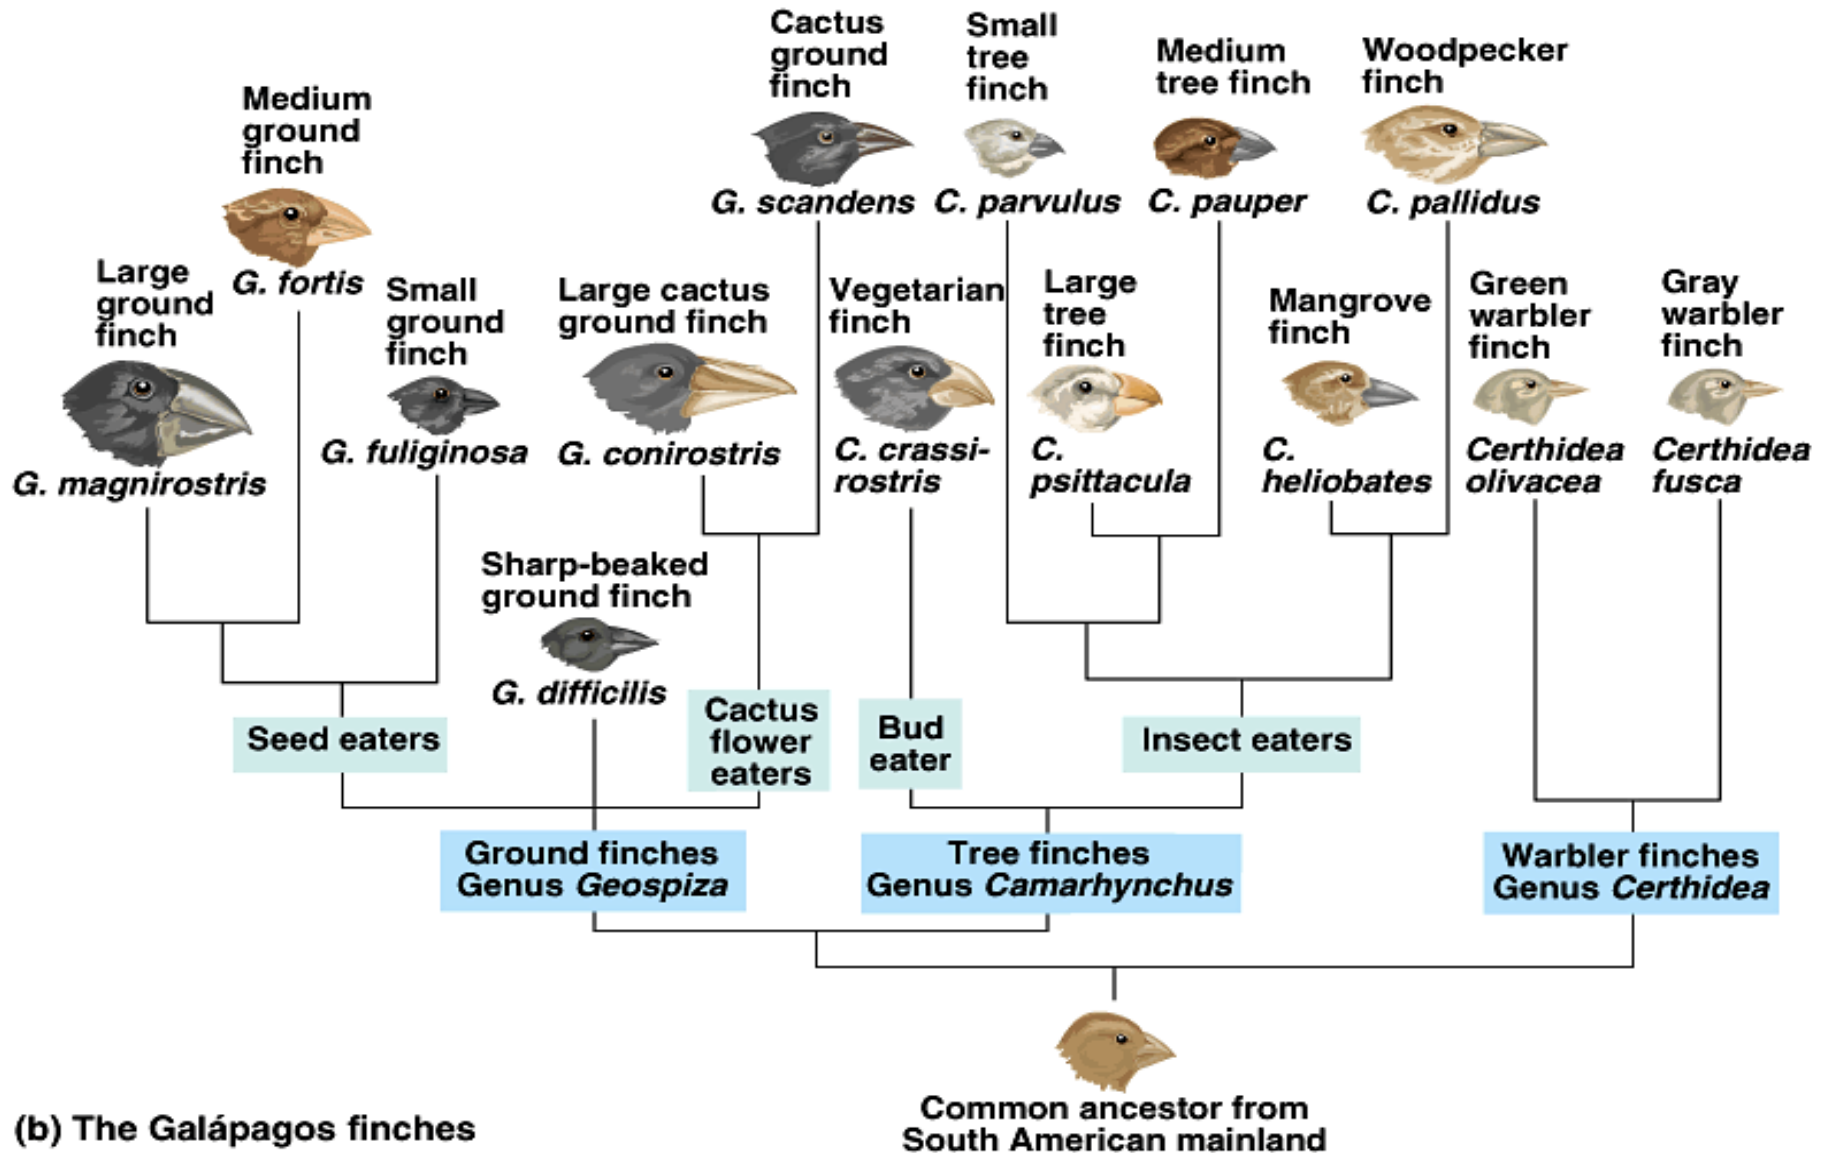 Cactus
ground
finch
G. scandens
Small
tree
finch
C. parvulus
Medium
tree finch
C. pauper
Woodpecker
finch
C. pallidus
Medium
ground
finch
G. fortis
Large
ground
finch
G. magnirostris
Small
ground
finch
G. fuliginosa
Large cactus
ground finch
G. conirostris
Vegetarian
finch
C. crassi-
rostris
Large
tree
finch
C.
psittacula
Mangrove
finch
C.
heliobates
Green
warbler
finch
Certhidea
olivacea
Gray
warbler
finch
Certhidea
fusca
Sharp-beaked
ground finch
G. difficilis
Seed eaters
Cactus
flower
eaters
Bud
eater
Insect eaters
Ground finches
Genus Geospiza
Tree finches
Genus Camarhynchus
Warbler finches
Genus Certhidea
Common ancestor from
South American mainland
(b) The Galápagos finches